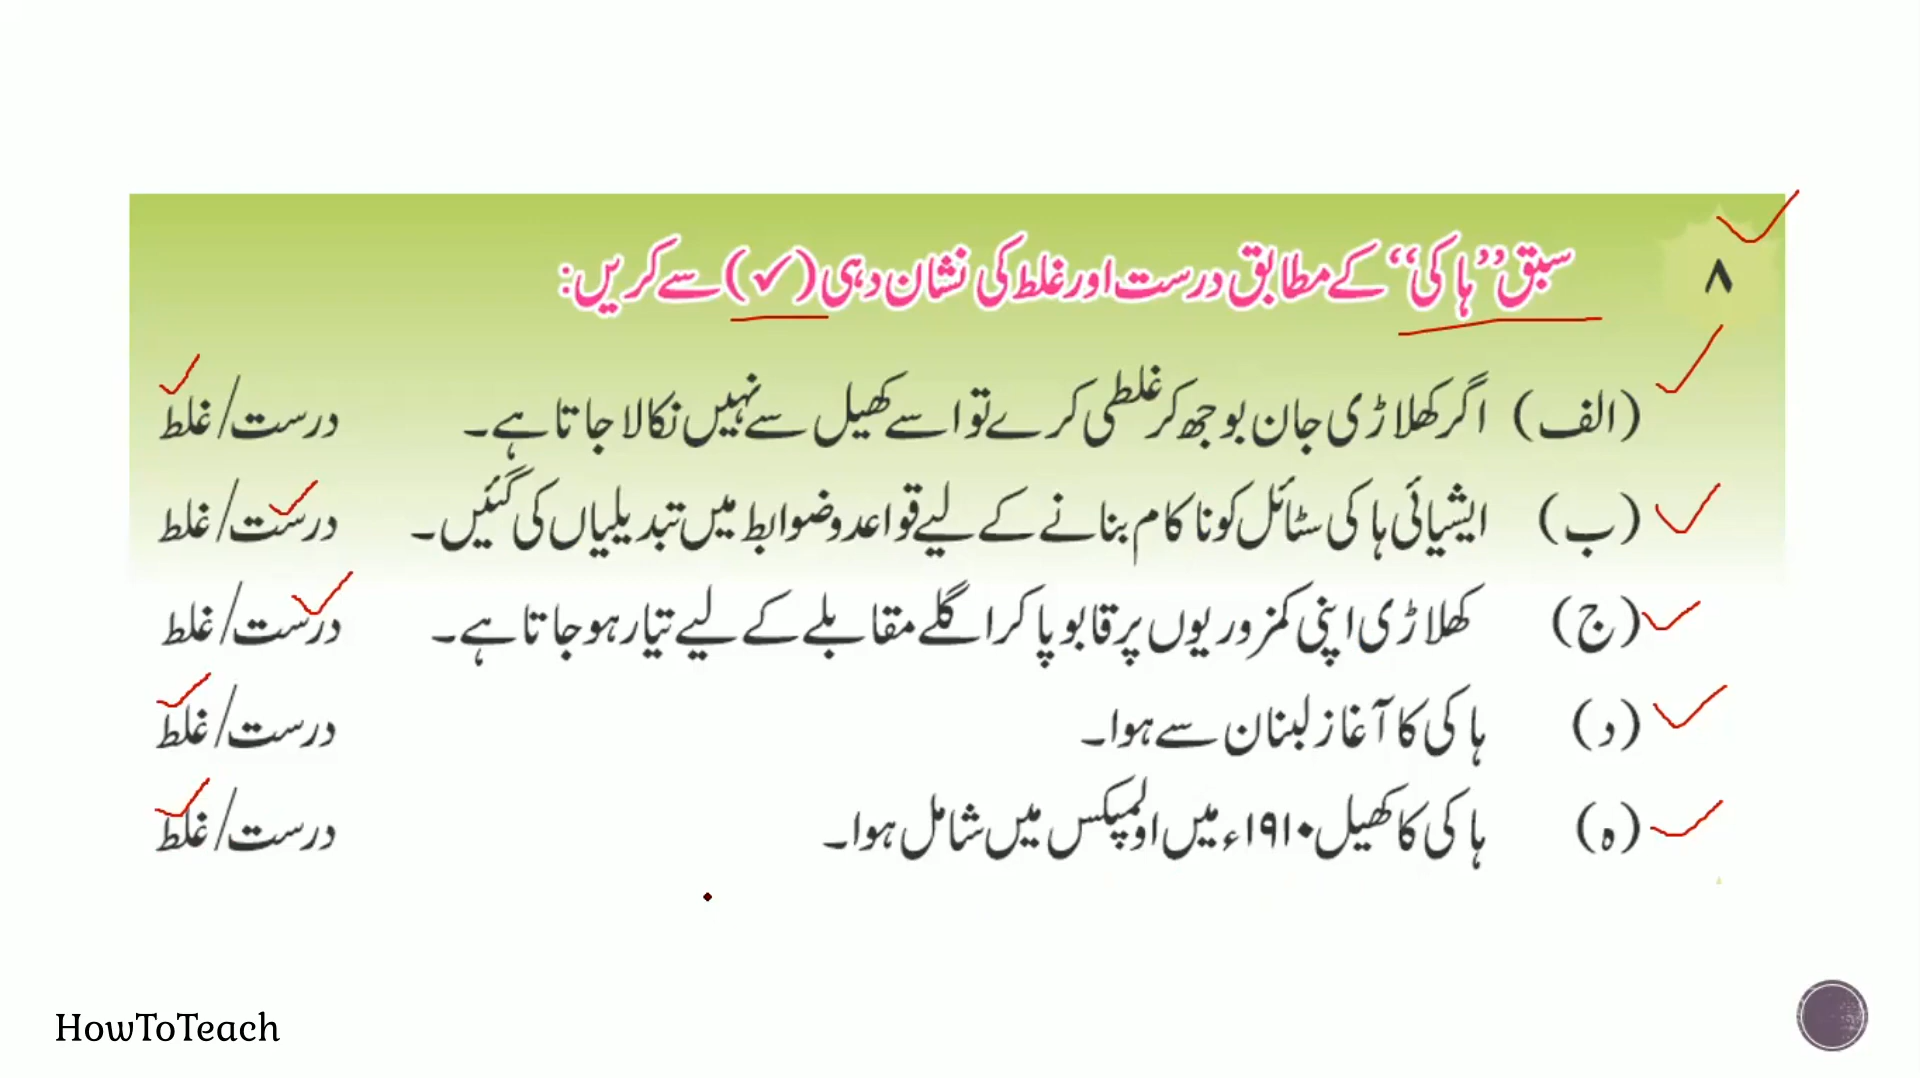 ۸ سبق ’’ہاکی‘‘ کے مطابق درست اور غلط کی نشان دہی (✓) سے کریں:
(الف) اگر کھلاڑی جان بوجھ کر غلطی کرے تو اسے کھیل سے نہیں نکالا جاتا ہے۔ درست/غلط
(ب) ایشیائی ہاکی سٹائل کو ناکام بنانے کے لیے قواعد و ضوابط میں تبدیلیاں کی گئیں۔ درست/غلط
(ج) کھلاڑی اپنی کمزوریوں پر قابو پا کر اگلے مقابلے کے لیے تیار ہو جاتا ہے۔ درست/غلط
(د) ہاکی کا آغاز لبنان سے ہوا۔ درست/غلط
(ہ) ہاکی کا کھیل ۱۹۱۰ء میں اولمپکس میں شامل ہوا۔ درست/غلط
HowToTeach